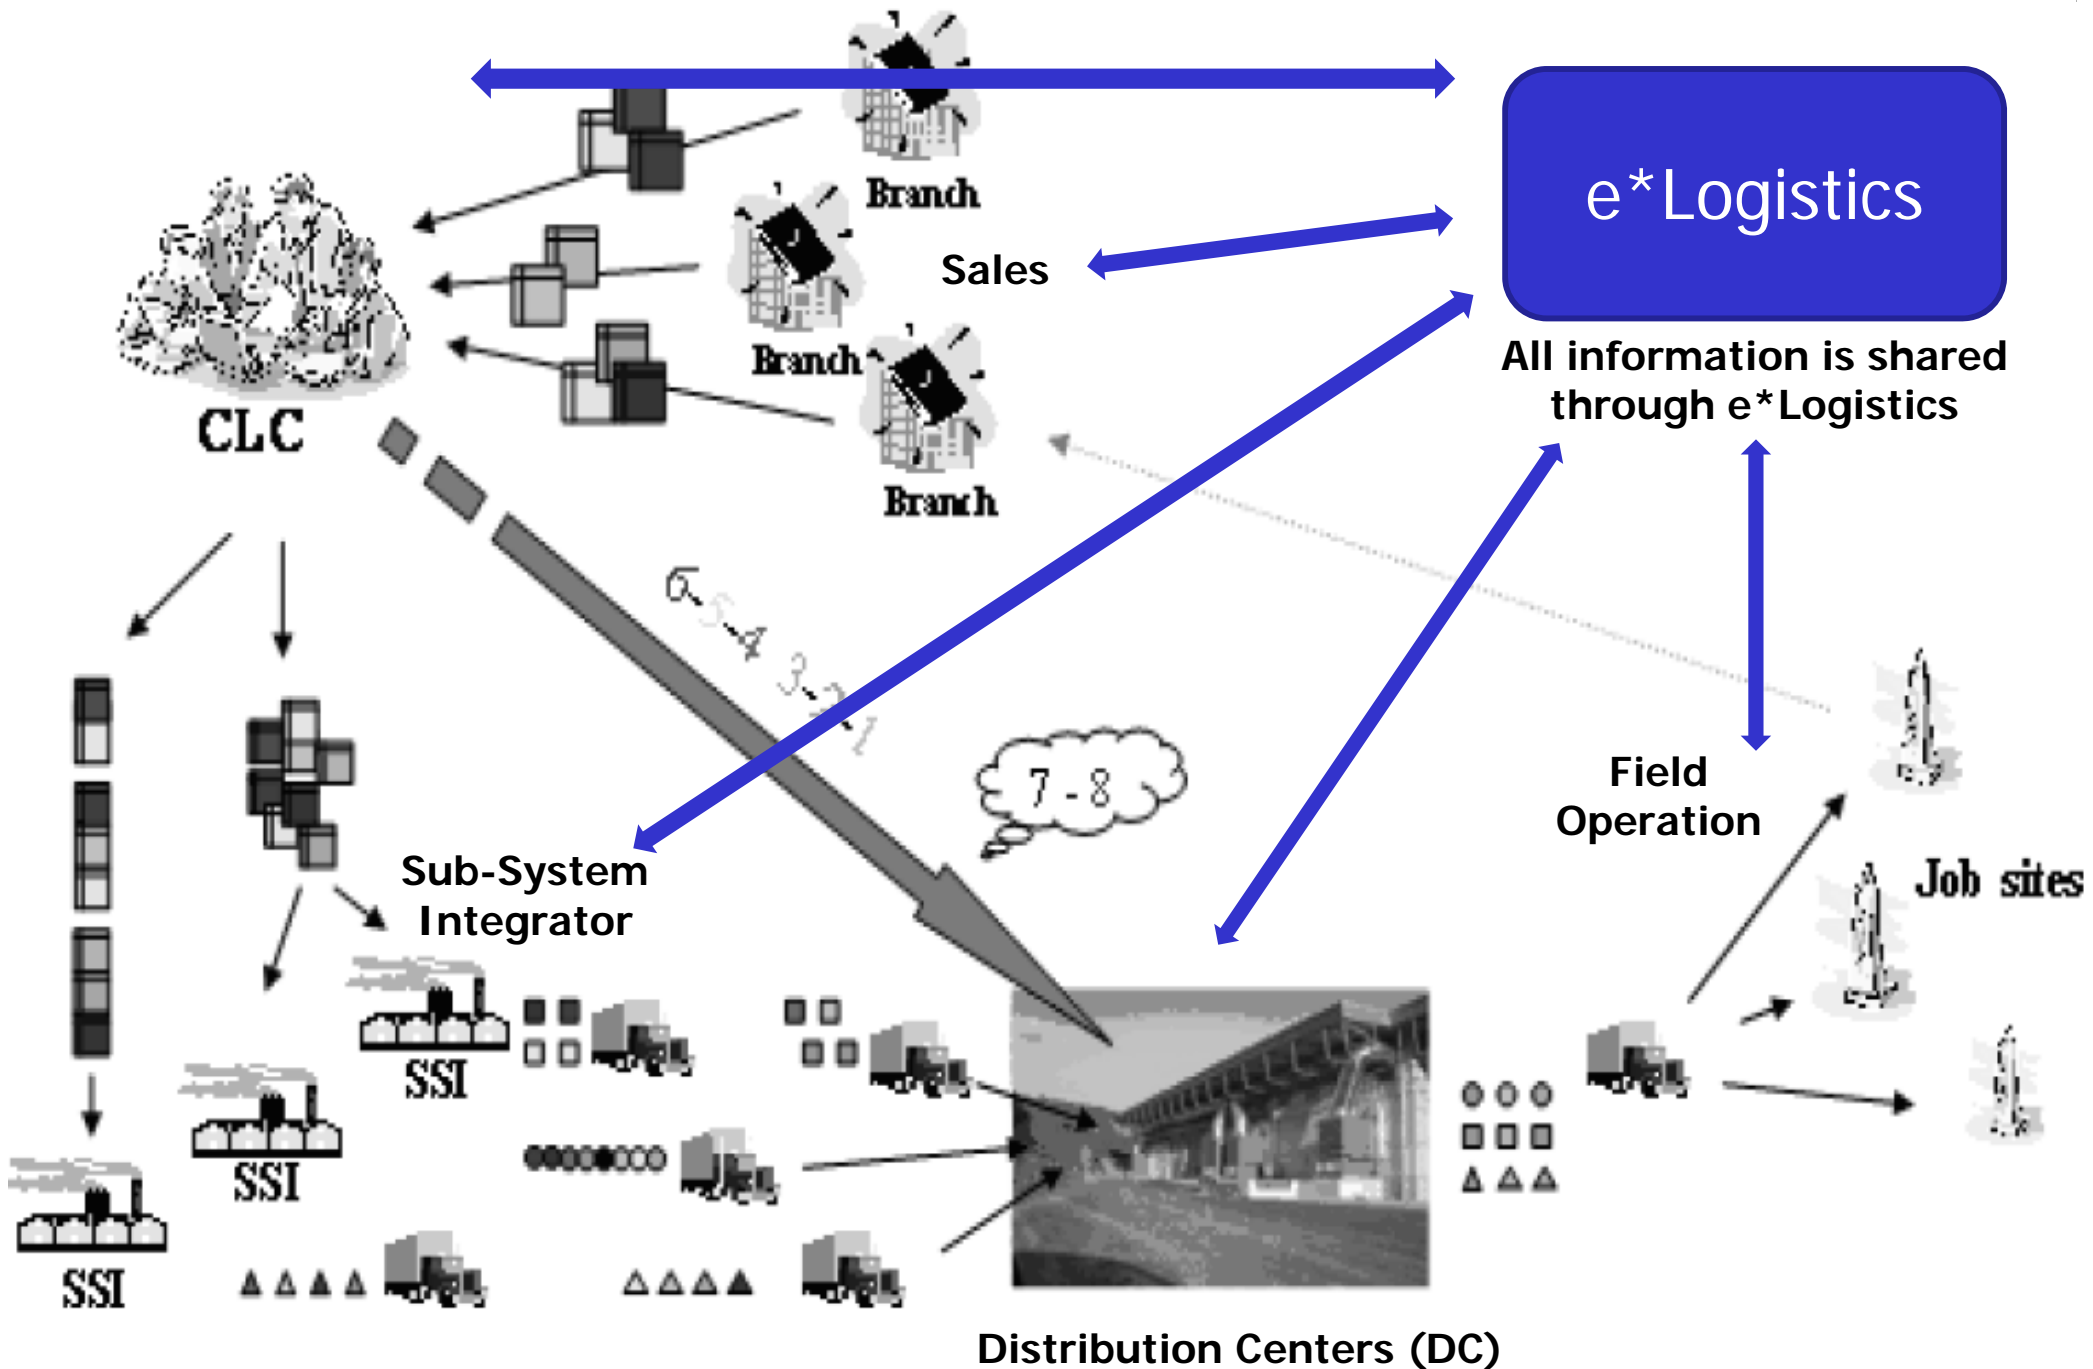 e*Logistics
Branch
Sales
Branch
All information is shared
through e*Logistics
CLC
Branch
6-5-4 3-2-1
7 - 8
Field
Operation
Sub-System
Integrator
Job sites
SSI
SSI
SSI
Distribution Centers (DC)